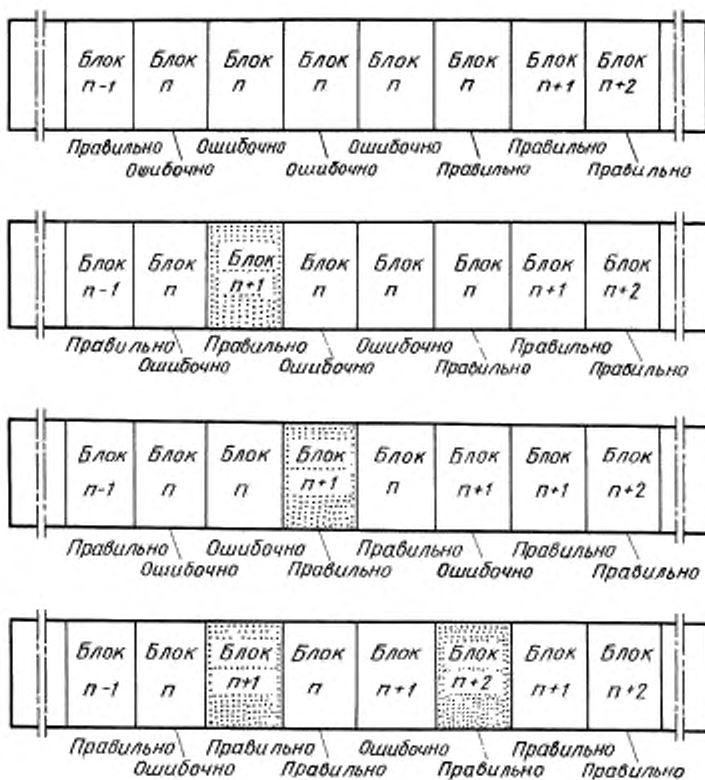 Блок Блок Блок Блок Блок Блок Блок Блок
n-1 n n n n n n+1 n+2
Правильно Ошибочно Ошибочно Правильно
Ошибочно Ошибочно Правильно Правильно
Блок Блок Блок Блок Блок Блок Блок Блок
n-1 n n+1 n n n n+1 n+2
Правильно Правильно Ошибочно Правильно
Ошибочно Ошибочно Правильно Правильно
Блок Блок Блок Блок Блок Блок Блок Блок
n-1 n n n+1 n n+1 n+1 n+2
Правильно Ошибочно Правильно Правильно
Ошибочно Правильно Ошибочно Правильно
Блок Блок Блок Блок Блок Блок Блок Блок
n-1 n n+1 n n+1 n+2 n+1 n+2
Правильно Правильно Ошибочно Правильно
Ошибочно Правильно Правильно Правильно